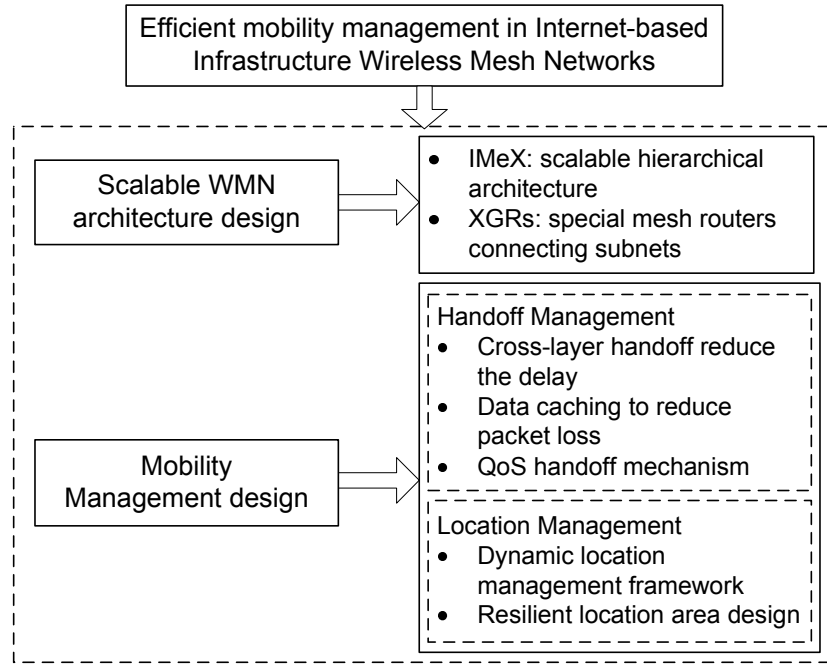 Efficient mobility management in Internet-based
Infrastructure Wireless Mesh Networks
Scalable WMN
architecture design
• IMeX: scalable hierarchical
architecture
• XGRs: special mesh routers
connecting subnets
Mobility
Management design
Handoff Management
• Cross-layer handoff reduce
the delay
• Data caching to reduce
packet loss
• QoS handoff mechanism
Location Management
• Dynamic location
management framework
• Resilient location area design